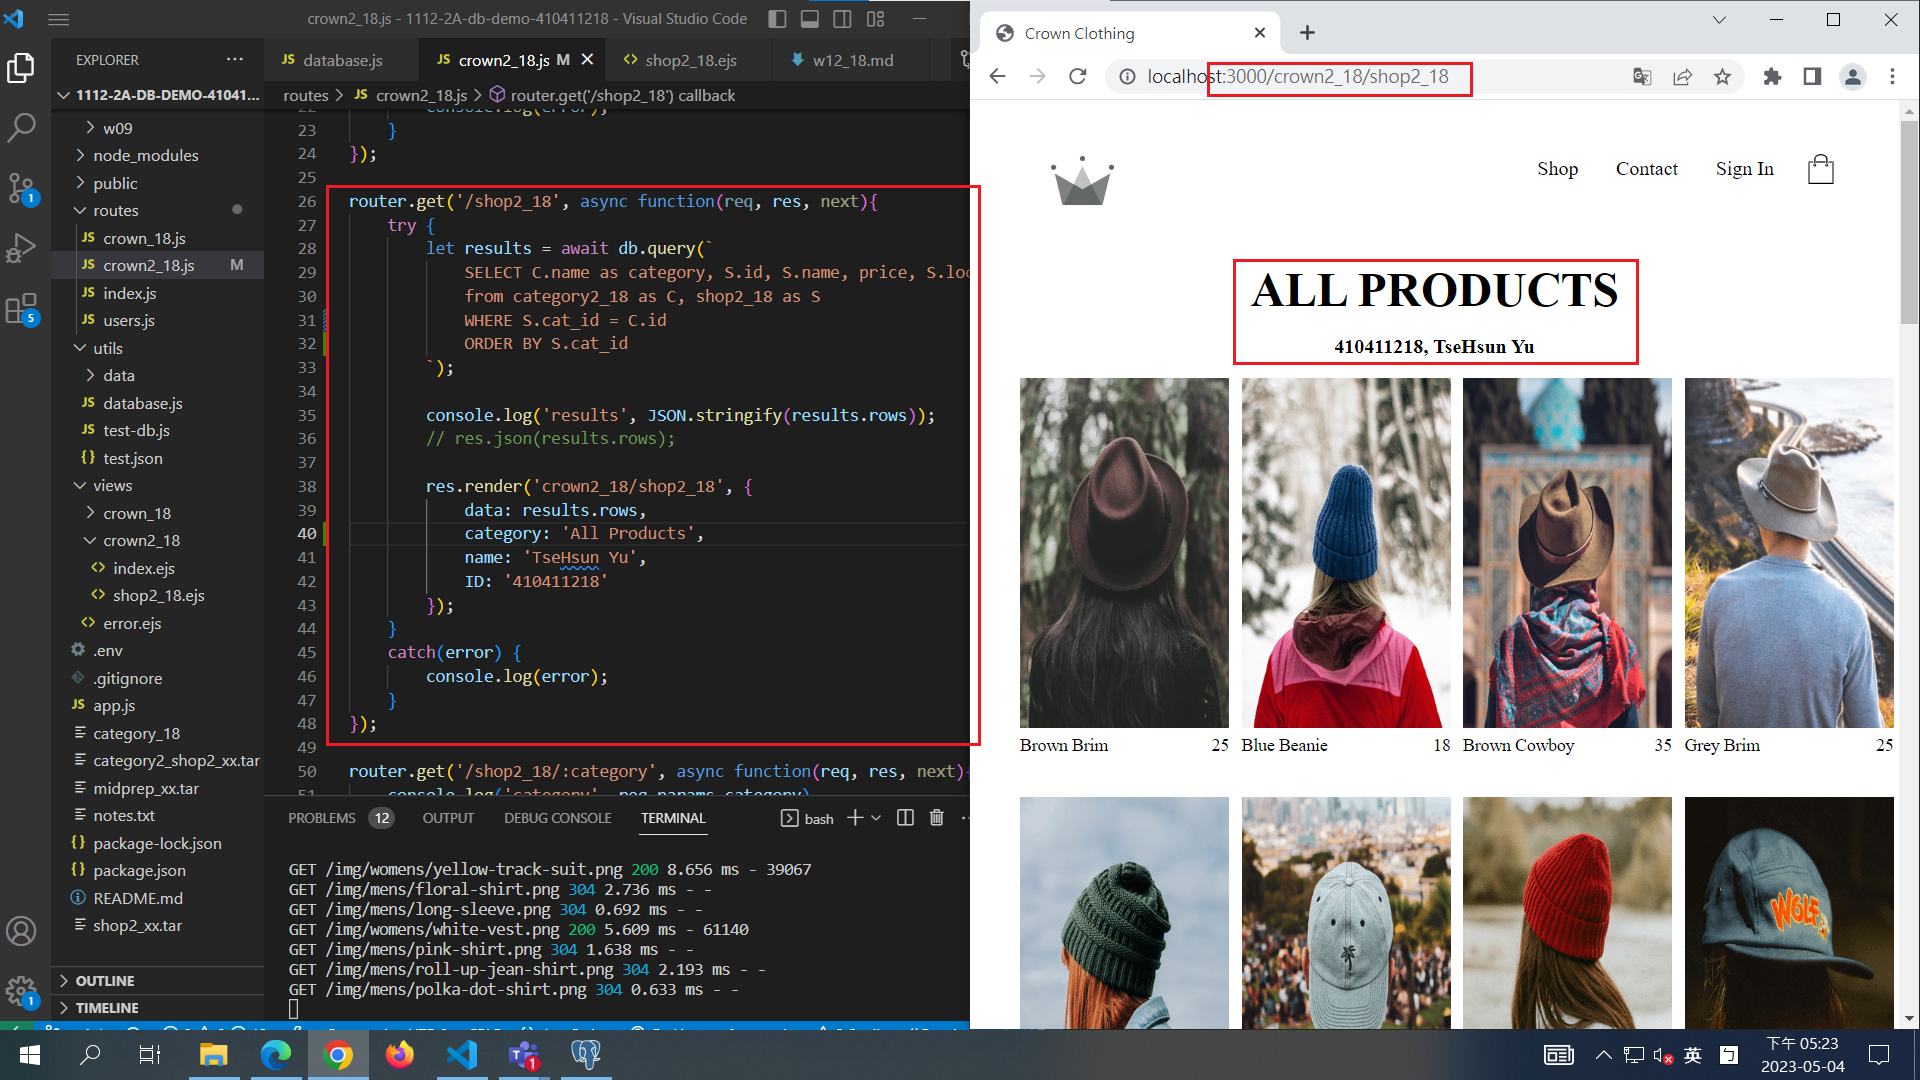 crown2_18.js - 1112-2A-db-demo-410411218 - Visual Studio Code
EXPLORER
1112-2A-DB-DEMO-41041...
w09
node_modules
public
routes
JS crown_18.js
JS crown2_18.js M
JS index.js
JS users.js
utils
data
JS database.js
JS test-db.js
{} test.json
views
crown_18
crown2_18
<> index.ejs
<> shop2_18.ejs
<> error.ejs
.env
.gitignore
JS app.js
category_18
category2_shop2_xx.tar
midprep_xx.tar
notes.txt
{} package-lock.json
{} package.json
README.md
shop2_xx.tar
OUTLINE
TIMELINE
1
5
1
JS database.js
JS crown2_18.js M
<> shop2_18.ejs
w12_18.md
routes > JS crown2_18.js > router.get('/shop2_18') callback
22 console.log(error);
23 }
24 });
25
26 router.get('/shop2_18', async function(req, res, next){
27 try {
28 let results = await db.query(`
29 SELECT C.name as category, S.id, S.name, price, S.loc
30 from category2_18 as C, shop2_18 as S
31 WHERE S.cat_id = C.id
32 ORDER BY S.cat_id
33 `);
34
35 console.log('results', JSON.stringify(results.rows));
36 // res.json(results.rows);
37
38 res.render('crown2_18/shop2_18', {
39 data: results.rows,
40 category: 'All Products',
41 name: 'TseHsun Yu',
42 ID: '410411218'
43 });
44 }
45 catch(error) {
46 console.log(error);
47 }
48 });
49
50 router.get('/shop2_18/:category', async function(req, res, next){
51 console.log('category', req.params.category)
PROBLEMS 12 OUTPUT DEBUG CONSOLE TERMINAL bash
GET /img/womens/yellow-track-suit.png 200 8.656 ms - 39067
GET /img/mens/floral-shirt.png 304 2.736 ms - -
GET /img/mens/long-sleeve.png 304 0.692 ms - -
GET /img/womens/white-vest.png 200 5.609 ms - 61140
GET /img/mens/pink-shirt.png 304 1.638 ms - -
GET /img/mens/roll-up-jean-shirt.png 304 2.193 ms - -
GET /img/mens/polka-dot-shirt.png 304 0.633 ms - -
Crown Clothing
localhost:3000/crown2_18/shop2_18
Shop Contact Sign In
ALL PRODUCTS
410411218, TseHsun Yu
Brown Brim 25
Blue Beanie 18
Brown Cowboy 35
Grey Brim 25
WOLF
1
英
ㄅ
下午 05:23
2023-05-04